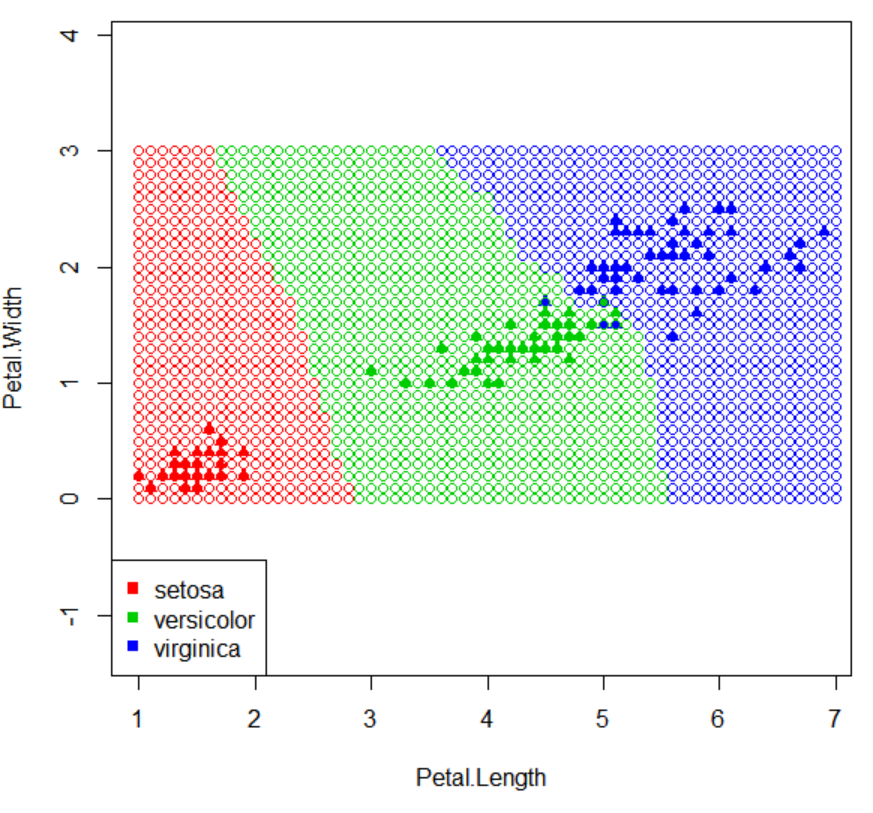 4
3
2
1
0
-1
Petal.Width
setosa
versicolor
virginica
1 2 3 4 5 6 7
Petal.Length